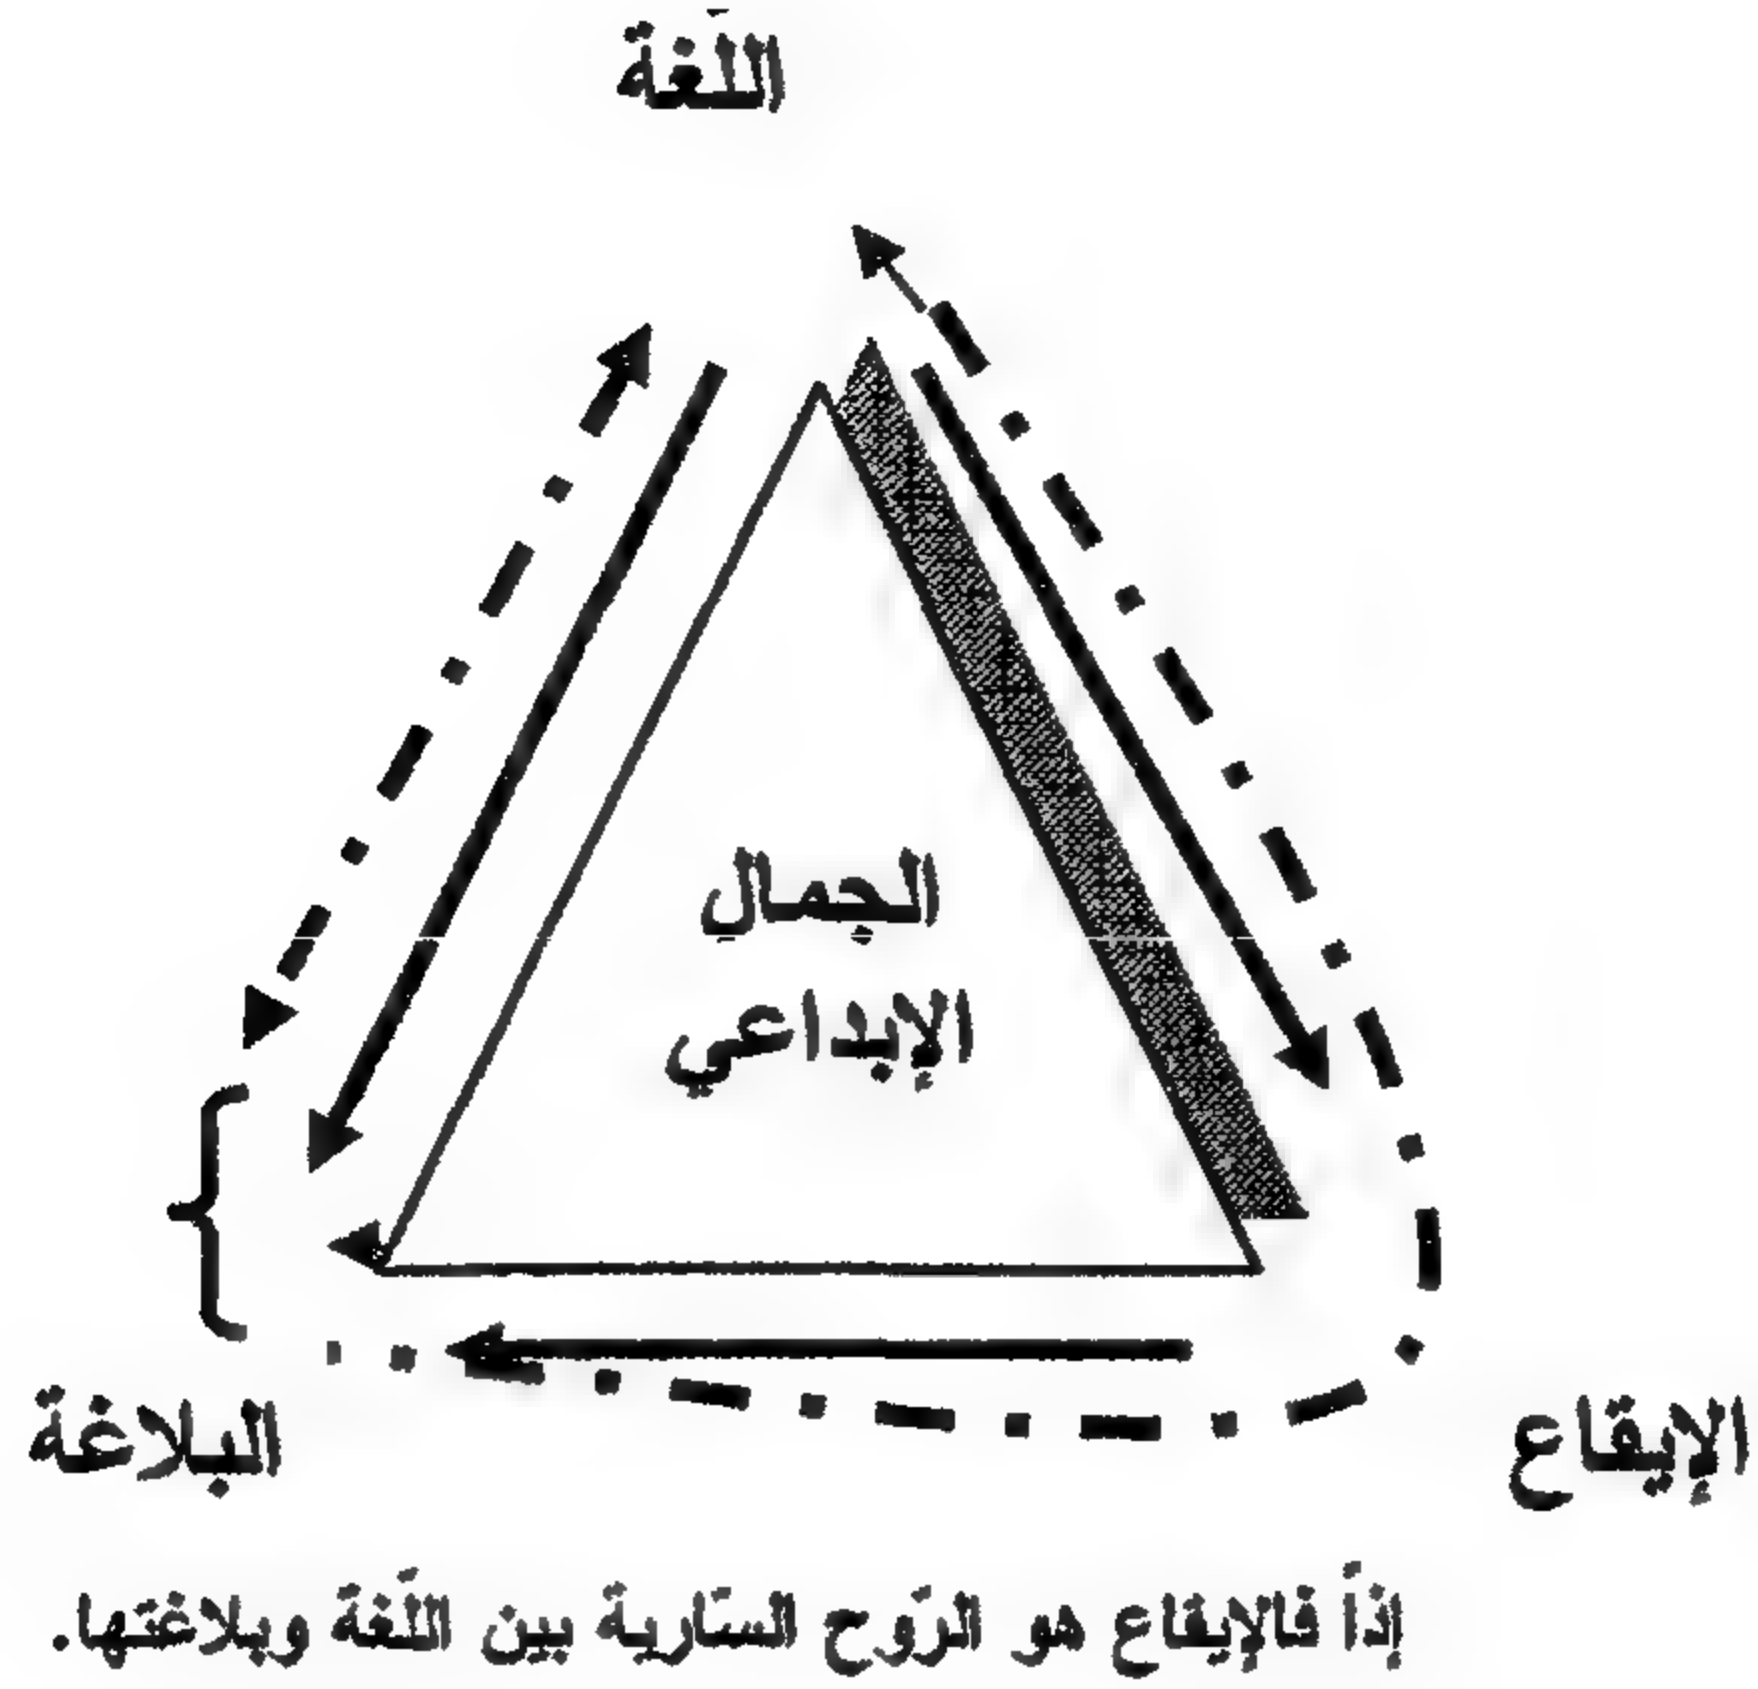 اللّغة
الجمال
الإبداعي
الإيقاع
البلاغة
إذاً فالإيقاع هو الرّوح السّارية بين اللّغة وبلاغتها.